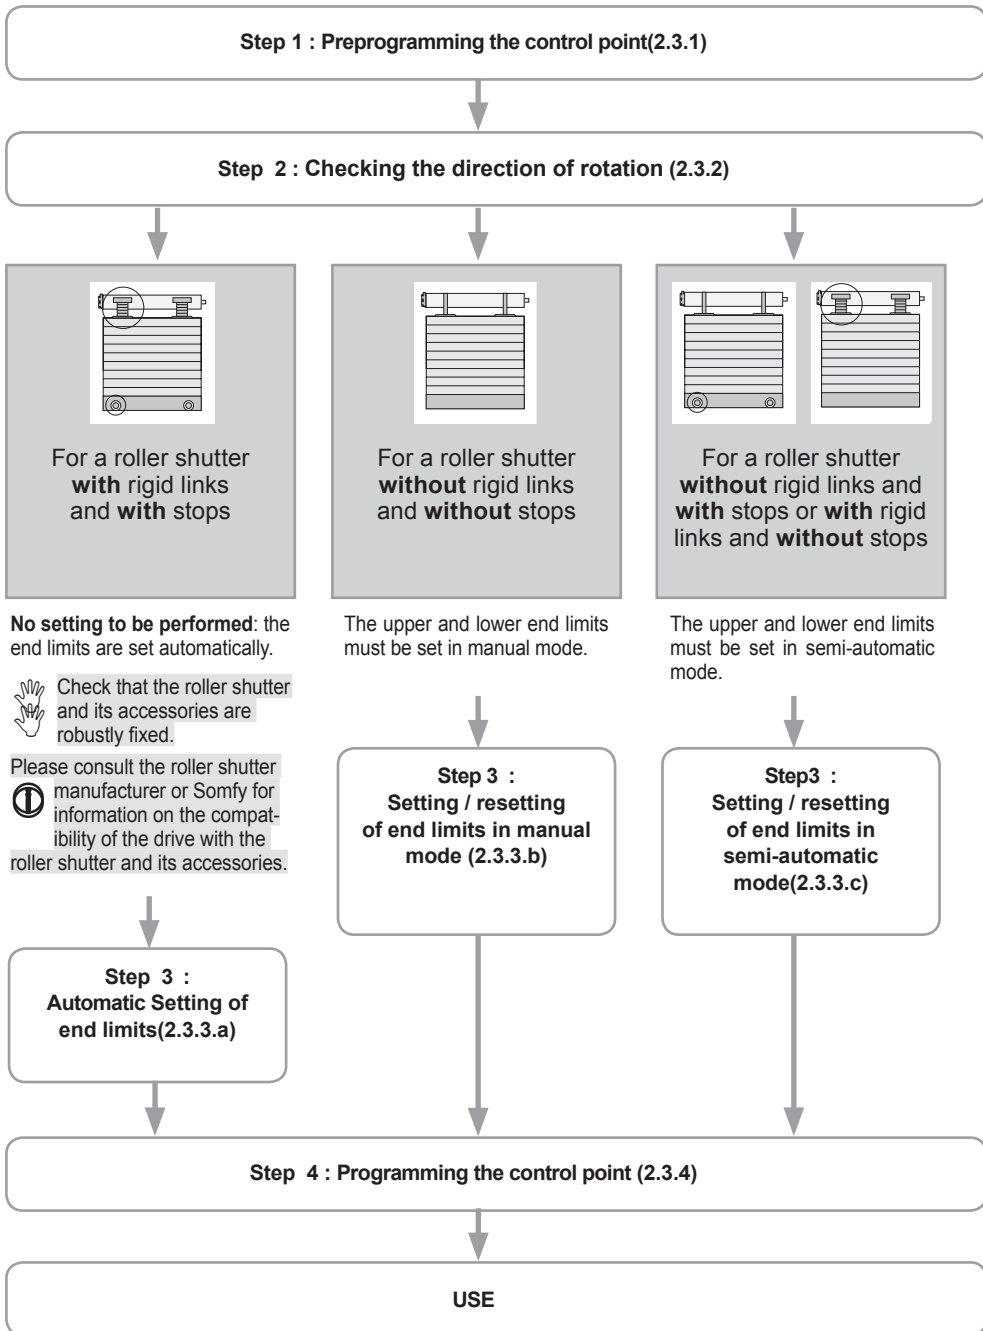 Step 1 : Preprogramming the control point(2.3.1)
Step 2 : Checking the direction of rotation (2.3.2)
For a roller shutter
with rigid links
and with stops
For a roller shutter
without rigid links
and without stops
For a roller shutter
without rigid links and
with stops or with rigid
links and without stops
No setting to be performed: the
end limits are set automatically.
Check that the roller shutter
and its accessories are
robustly fixed.
Please consult the roller shutter
manufacturer or Somfy for
information on the compat-
ibility of the drive with the
roller shutter and its accessories.
The upper and lower end limits
must be set in manual mode.
The upper and lower end limits
must be set in semi-automatic
mode.
Step 3 :
Automatic Setting of
end limits(2.3.3.a)
Step 3 :
Setting / resetting
of end limits in manual
mode (2.3.3.b)
Step3 :
Setting / resetting
of end limits in
semi-automatic
mode(2.3.3.c)
Step 4 : Programming the control point (2.3.4)
USE